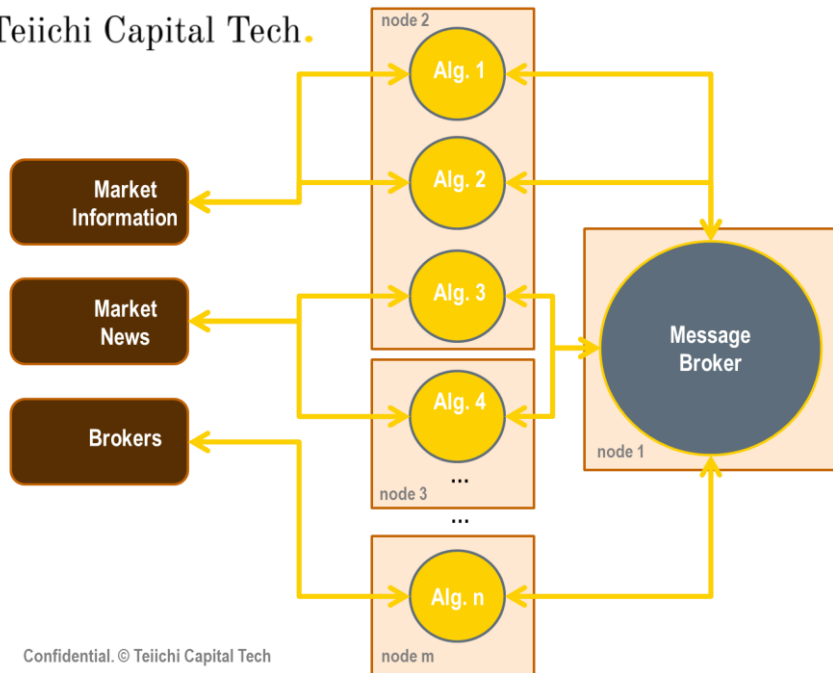 Teiichi Capital Tech.
node 2
Alg. 1
Alg. 2
Alg. 3
Market
Information
Market
News
Brokers
Alg. 4
...
node 3
...
Alg. n
node m
Message
Broker
node 1
Confidential. © Teiichi Capital Tech